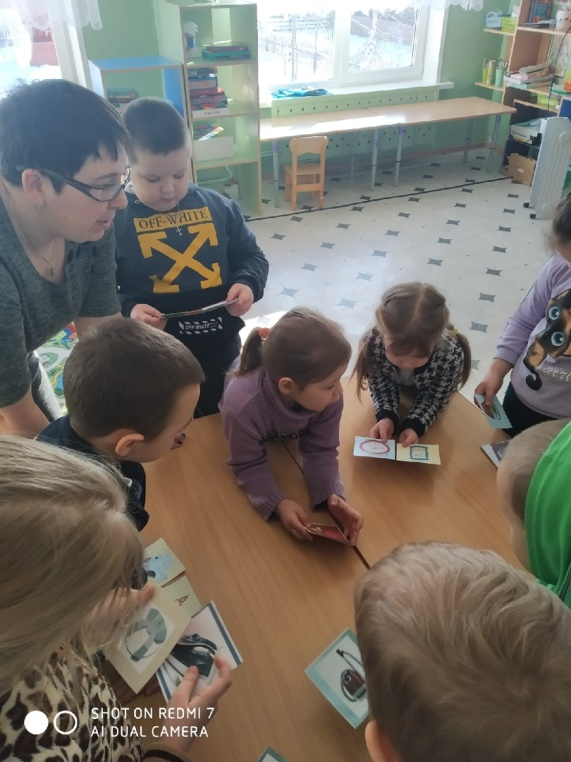 OFF-WHITE
A
SHOT ON REDMI 7
AI DUAL CAMERA